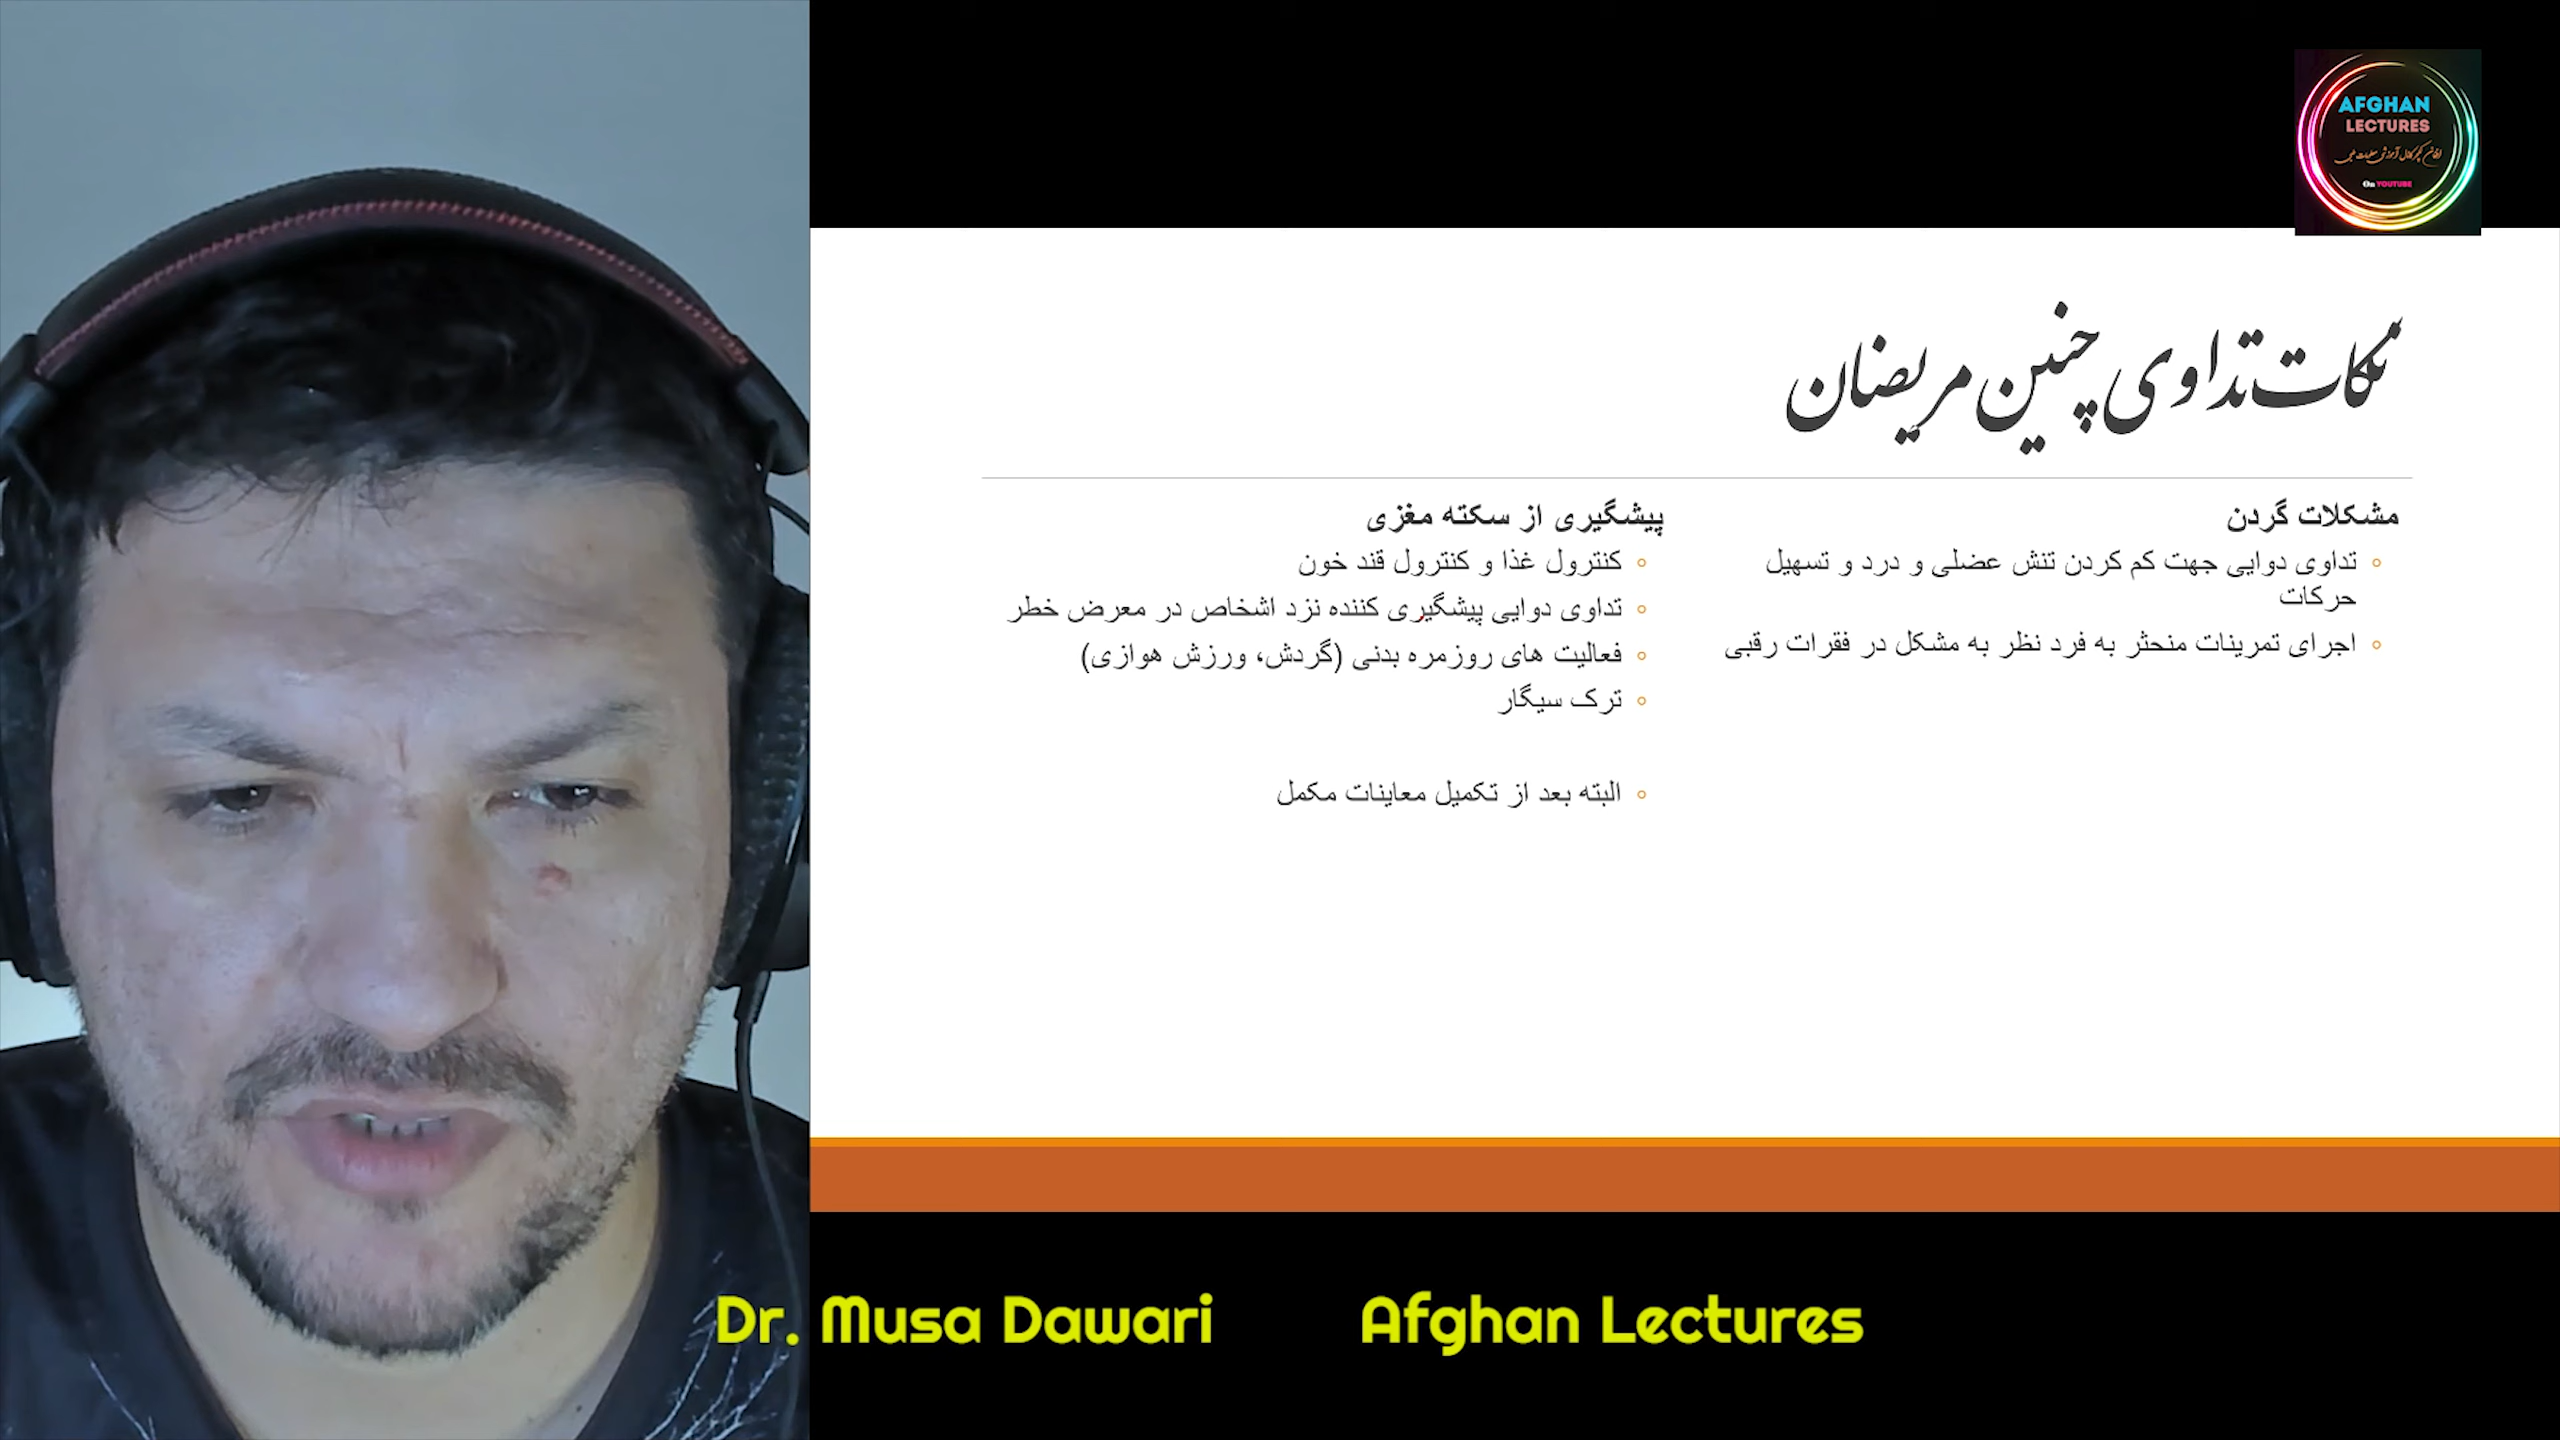 AFGHAN
LECTURES
On YOUTUBE
نکات تداوی چنین مریضان
مشکلات گردن
تداوی دوایی جهت کم کردن تنش عضلی و درد و تسهیل
حرکات
اجرای تمرینات منحثر به فرد نظر به مشکل در فقرات رقبی
پیشگیری از سکته مغزی
کنترول غذا و کنترول قند خون
تداوی دوایی پیشگیری کننده نزد اشخاص در معرض خطر
فعالیت های روزمره بدنی (گردش، ورزش هوازی)
ترک سیگار
البته بعد از تکمیل معاینات مکمل
Dr. Musa Dawari Afghan Lectures